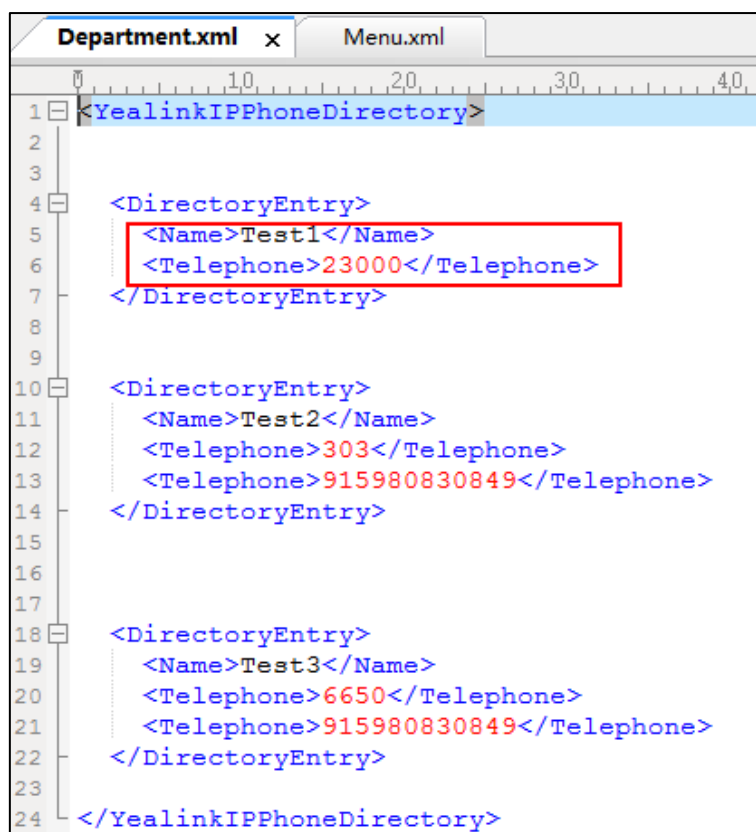 Department.xml x Menu.xml
0 10 20 30 40
1 <YealinkIPPhoneDirectory>
2
3
4 <DirectoryEntry>
5 <Name>Test1</Name>
6 <Telephone>23000</Telephone>
7 </DirectoryEntry>
8
9
10 <DirectoryEntry>
11 <Name>Test2</Name>
12 <Telephone>303</Telephone>
13 <Telephone>915980830849</Telephone>
14 </DirectoryEntry>
15
16
17
18 <DirectoryEntry>
19 <Name>Test3</Name>
20 <Telephone>6650</Telephone>
21 <Telephone>915980830849</Telephone>
22 </DirectoryEntry>
23
24 </YealinkIPPhoneDirectory>